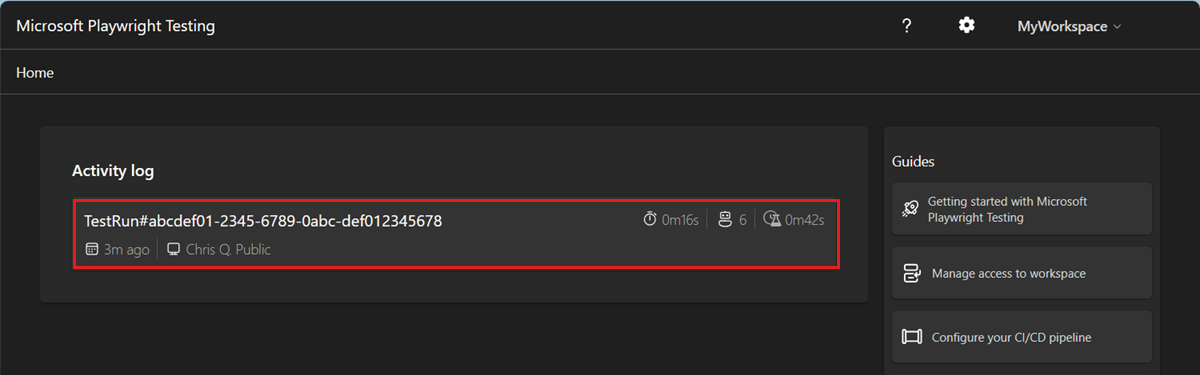 Microsoft Playwright Testing
?
MyWorkspace
Home
Activity log
TestRun#abcdef01-2345-6789-0abc-def012345678
0m16s
6
0m42s
3m ago
Chris Q. Public
Guides
Getting started with Microsoft
Playwright Testing
Manage access to workspace
Configure your CI/CD pipeline